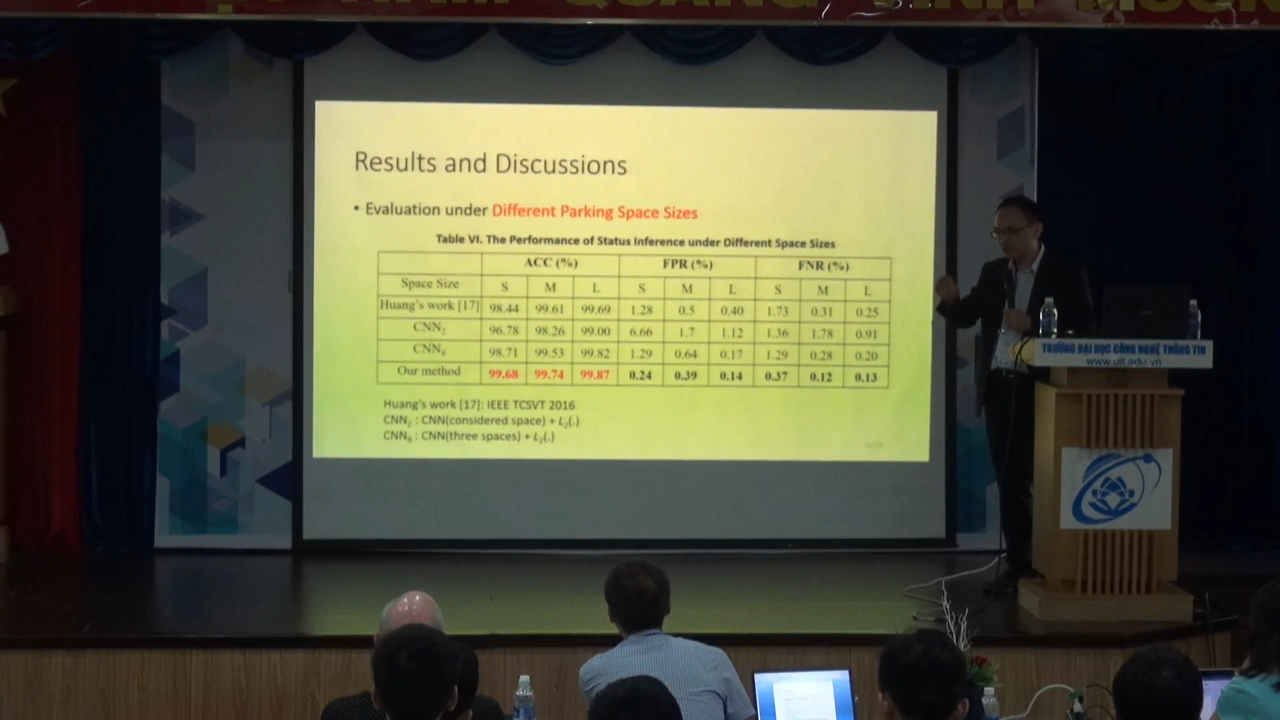 QUANG VINH MUÔN
Results and Discussions
• Evaluation under Different Parking Space Sizes
Table VI. The Performance of Status Inference under Different Space Sizes
ACC (%) FPR (%) FNR (%)
Space Size S M L S M L S M L
Huang's work [17] 98.44 99.61 99.69 1.28 0.5 0.40 1.73 0.31 0.25
CNN₂ 96.78 98.26 99.00 6.66 1.7 1.12 1.36 1.78 0.91
CNN₈ 98.71 99.53 99.82 1.29 0.64 0.17 1.29 0.28 0.20
Our method 99.68 99.74 99.87 0.24 0.39 0.14 0.37 0.12 0.13
Huang's work [17]: IEEE TCSVT 2016
CNN₂ : CNN(considered space) + L₂(.)
CNN₈ : CNN(three spaces) + L₂(.)
TRƯỜNG ĐẠI HỌC CÔNG NGHỆ THÔNG TIN
www.uit.edu.vn